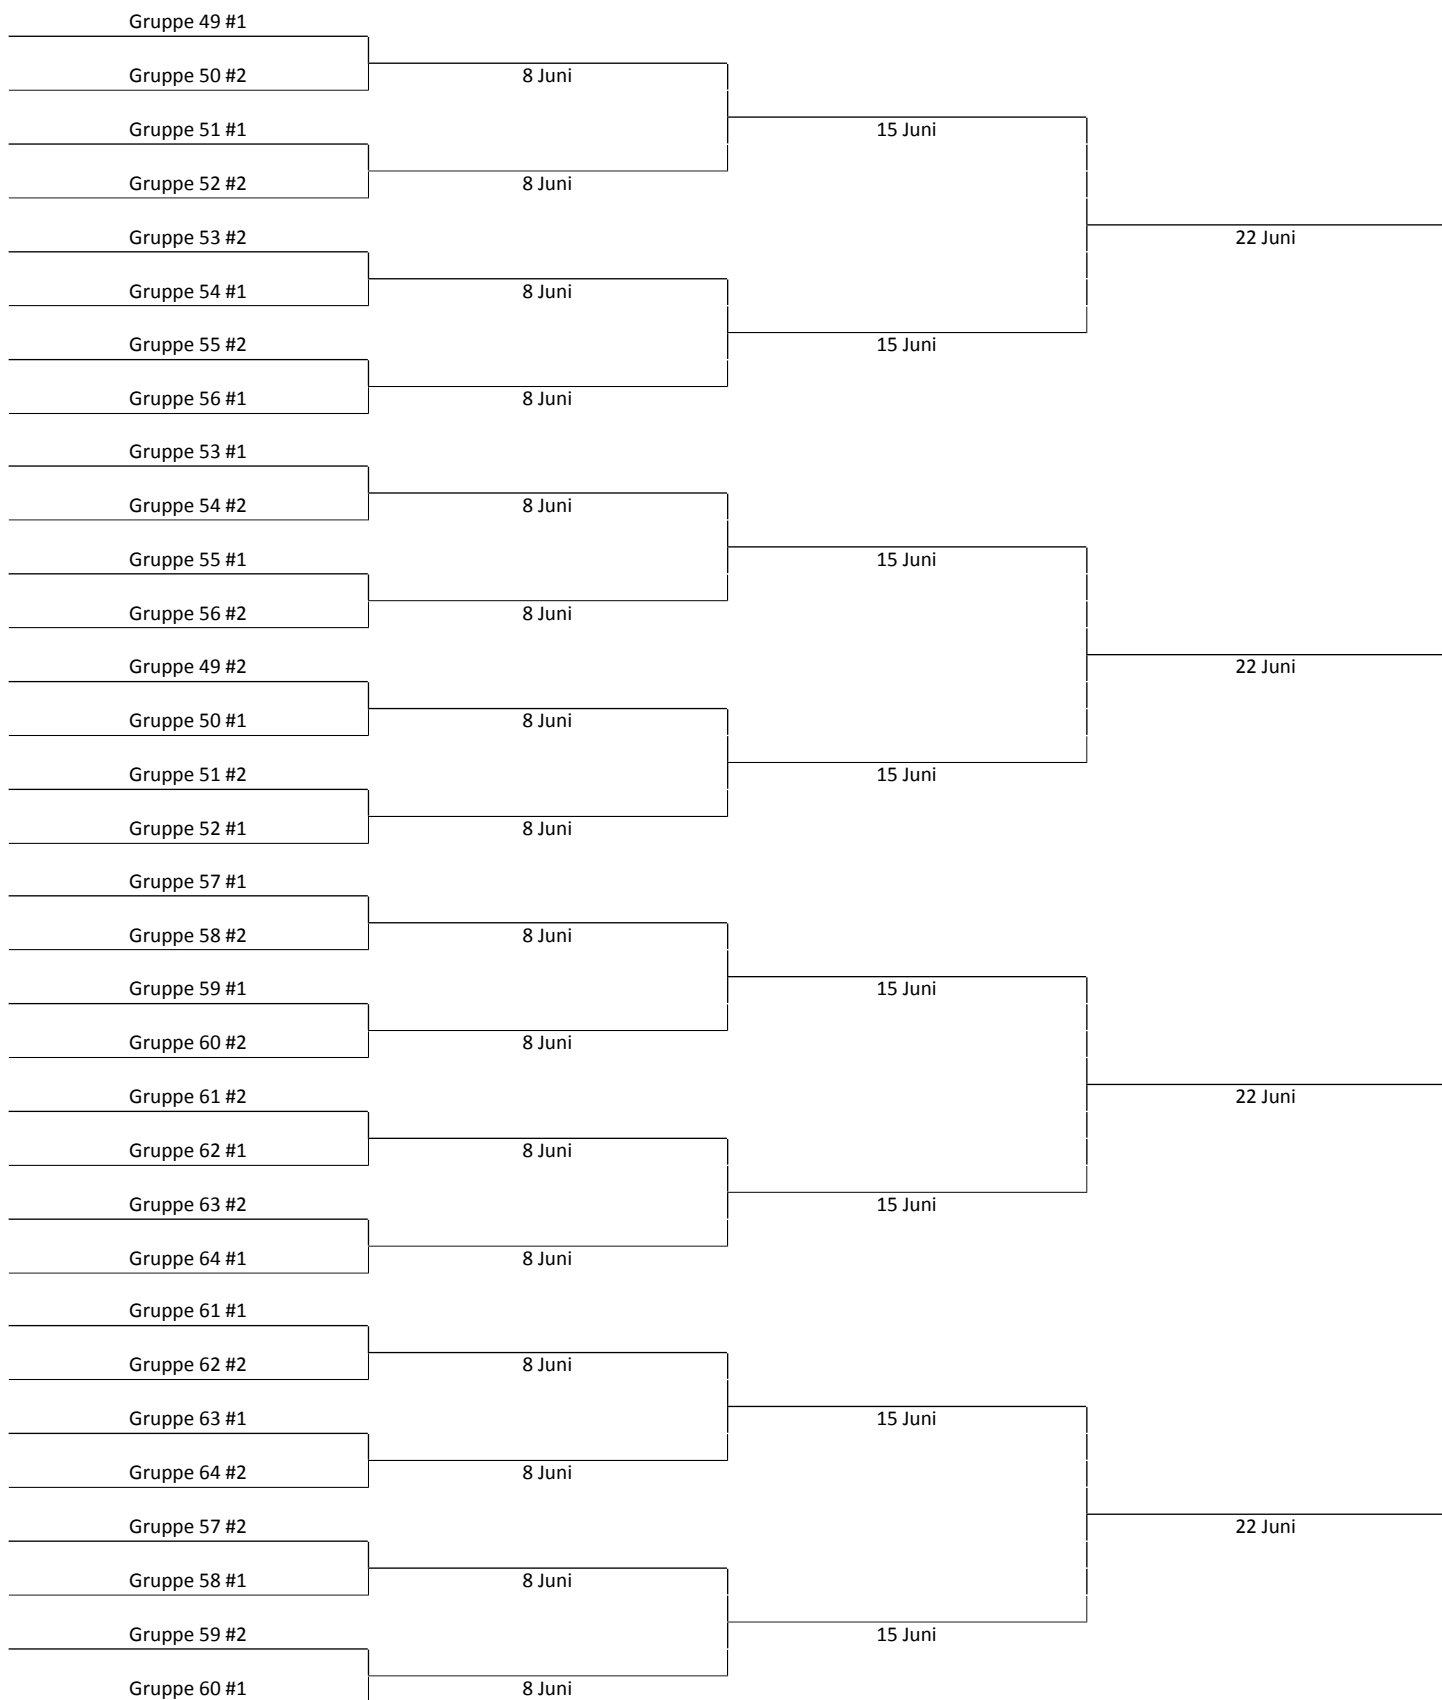 Gruppe 49 #1
Gruppe 50 #2
8 Juni
Gruppe 51 #1
15 Juni
Gruppe 52 #2
8 Juni
Gruppe 53 #2
22 Juni
Gruppe 54 #1
8 Juni
Gruppe 55 #2
15 Juni
Gruppe 56 #1
8 Juni
Gruppe 53 #1
Gruppe 54 #2
8 Juni
Gruppe 55 #1
15 Juni
Gruppe 56 #2
8 Juni
Gruppe 49 #2
22 Juni
Gruppe 50 #1
8 Juni
Gruppe 51 #2
15 Juni
Gruppe 52 #1
8 Juni
Gruppe 57 #1
Gruppe 58 #2
8 Juni
Gruppe 59 #1
15 Juni
Gruppe 60 #2
8 Juni
Gruppe 61 #2
22 Juni
Gruppe 62 #1
8 Juni
Gruppe 63 #2
15 Juni
Gruppe 64 #1
8 Juni
Gruppe 61 #1
Gruppe 62 #2
8 Juni
Gruppe 63 #1
15 Juni
Gruppe 64 #2
8 Juni
Gruppe 57 #2
22 Juni
Gruppe 58 #1
8 Juni
Gruppe 59 #2
15 Juni
Gruppe 60 #1
8 Juni